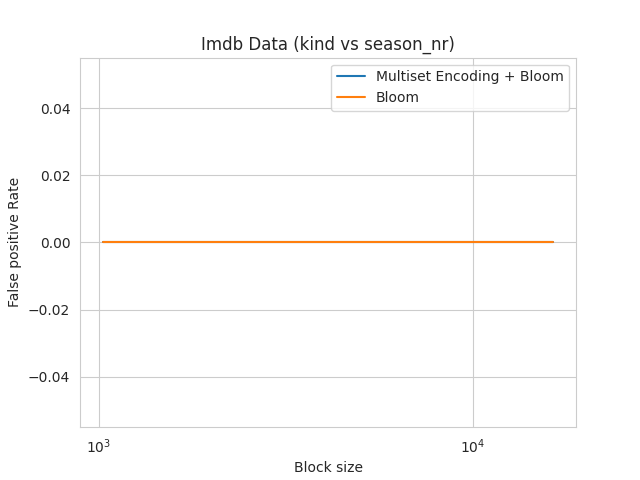 Imdb Data (kind vs season_nr)
Multiset Encoding + Bloom
Bloom
0.04
0.02
0.00
−0.02
−0.04
False positive Rate
10³
10⁴
Block size